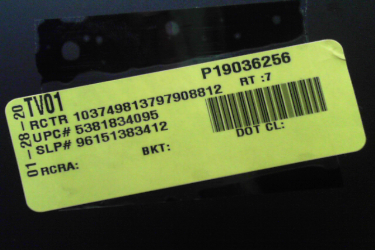 01-28-20
TV01
P19036256
RCTR 103749813797908812 RT :7
UPC# 5381834095
SLP# 96151383412
DOT CL:
BKT:
RCRA: